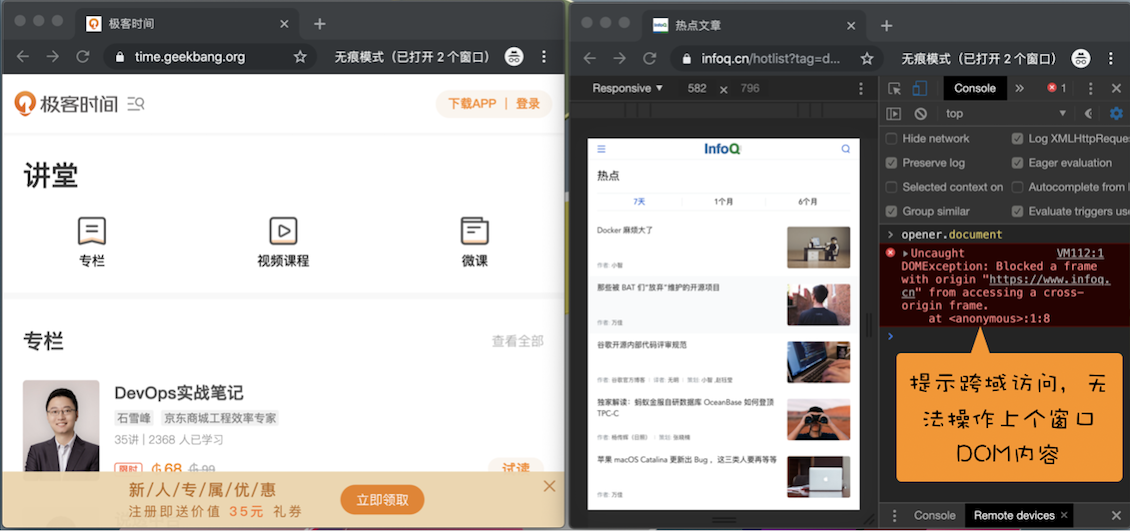 极客时间
time.geekbang.org
无痕模式（已打开 2 个窗口）
极客时间
下载APP | 登录
讲堂
专栏
视频课程
微课
专栏
查看全部
DevOps实战笔记
石雪峰 京东商城工程效率专家
35讲 | 2368 人已学习
限时 68 99
试读
新/人/专/属/优/惠
注册即送价值 35元 礼券
立即领取
热点文章
infoq.cn/hotlist?tag=d...
无痕模式（已打开 2 个窗口）
Responsive ▼ 582 × 796
InfoQ
热点
7天 1个月 6个月
Docker 麻烦大了
作者: 小智
那些被 BAT 们“放弃”维护的开源项目
作者: 万佳
谷歌开源内部代码评审规范
作者: 谷歌官方博客 译者: 无明 策划: 小智 ,赵钰莹
独家解读：蚂蚁金服自研数据库 OceanBase 如何登顶
TPC-C
作者: 杨传辉（日照） 策划: 张晓楠
苹果 macOS Catalina 更新出 Bug ，这三类人要再等等
作者: 万佳
Console » 1
top ▼
Hide network Log XMLHttpReque
Preserve log Eager evaluation
Selected context on Autocomplete from
Group similar Evaluate triggers use
> opener.document
Uncaught VM112:1
DOMException: Blocked a frame
with origin "https://www.infoq.
cn" from accessing a cross-
origin frame.
at <anonymous>:1:8
提示跨域访问，无
法操作上个窗口
DOM内容
Console Remote devices ×